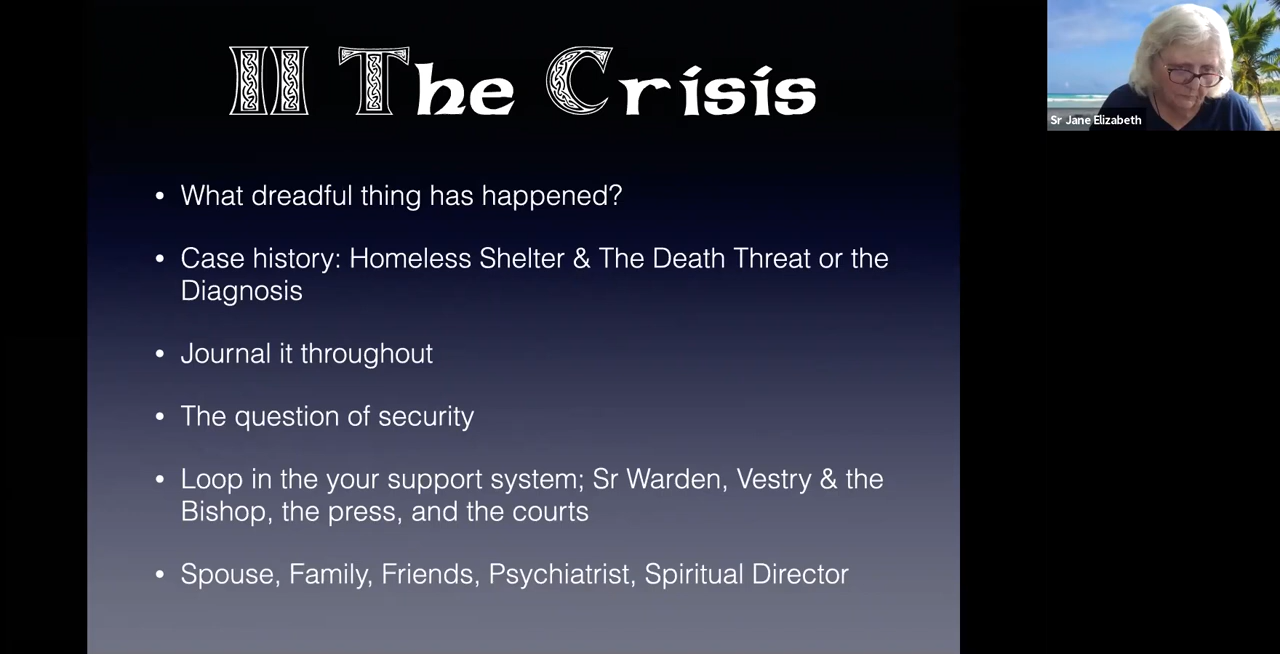 II The Crisis
• What dreadful thing has happened?
• Case history: Homeless Shelter & The Death Threat or the
Diagnosis
• Journal it throughout
• The question of security
• Loop in the your support system; Sr Warden, Vestry & the
Bishop, the press, and the courts
• Spouse, Family, Friends, Psychiatrist, Spiritual Director
Sr Jane Elizabeth